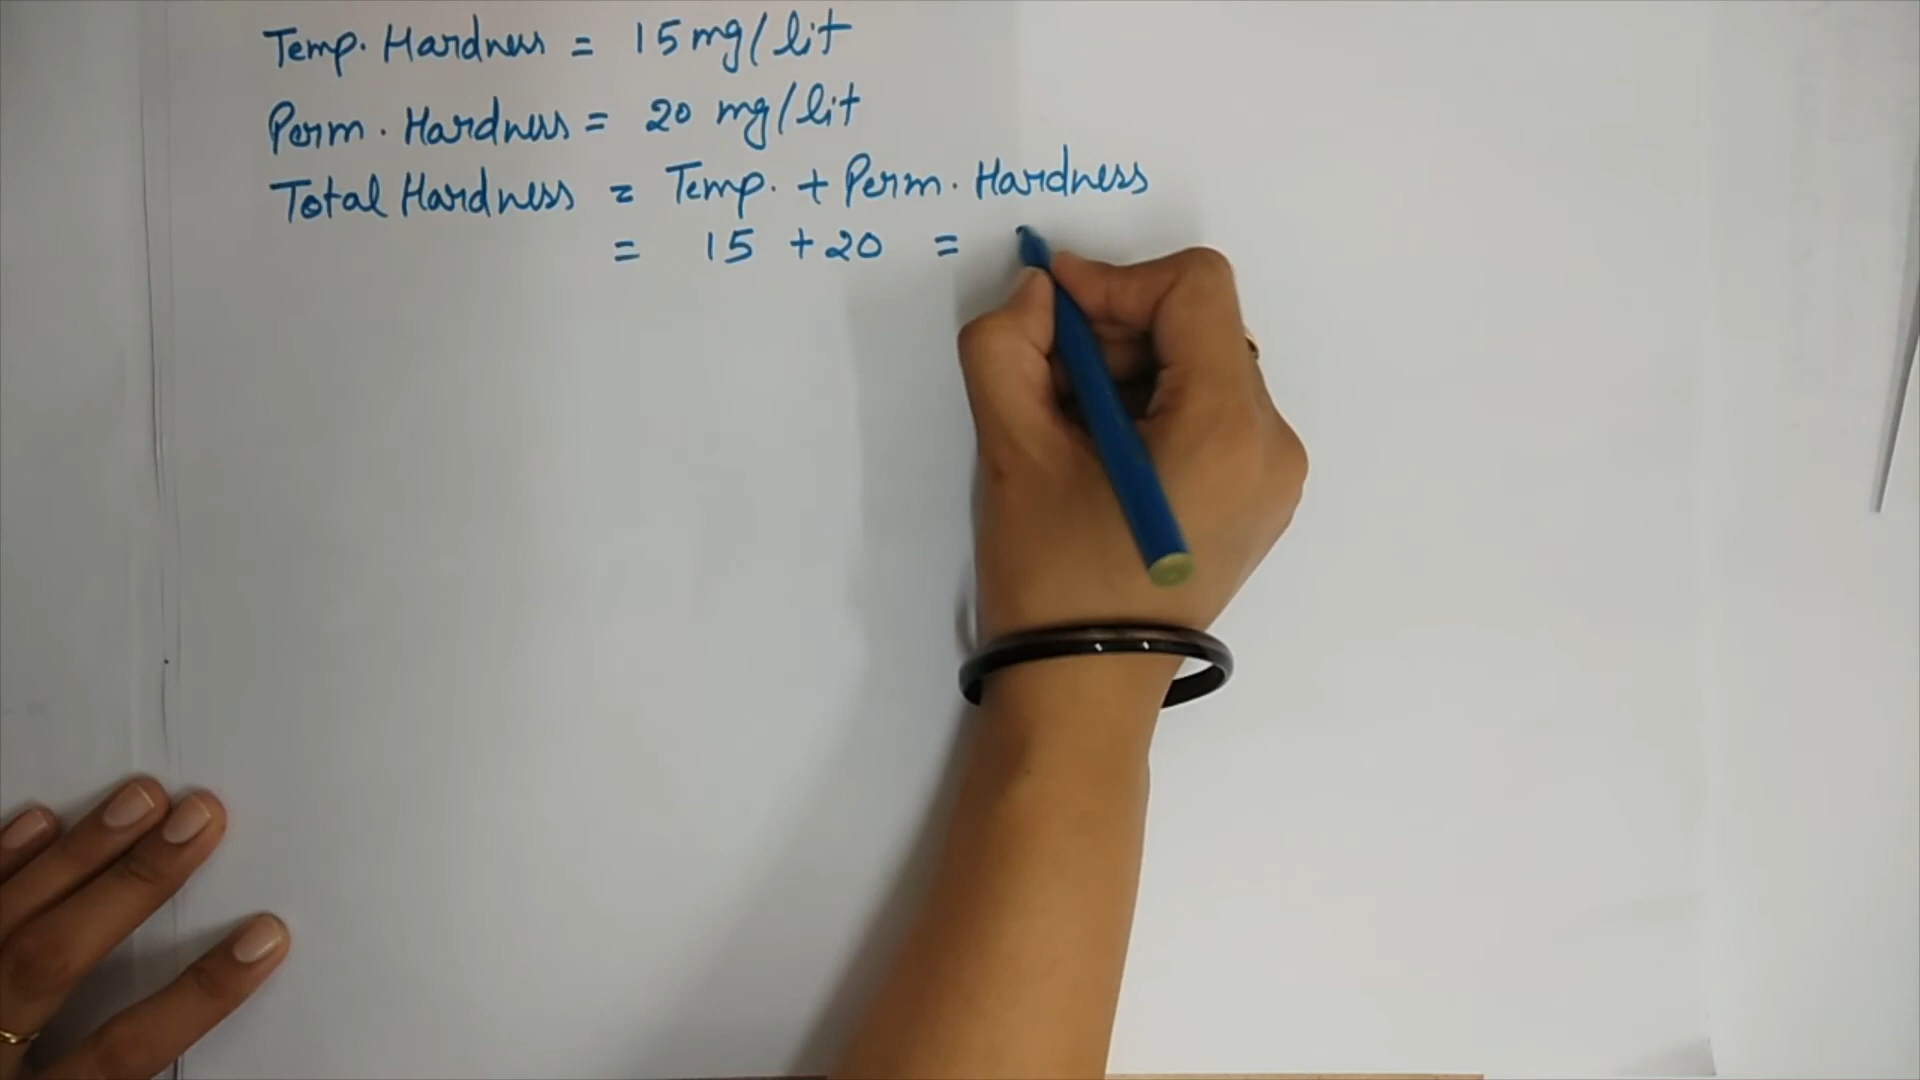 Temp. Hardness = 15 mg/lit
Perm. Hardness = 20 mg/lit
Total Hardness = Temp. + Perm. Hardness
= 15 + 20 =